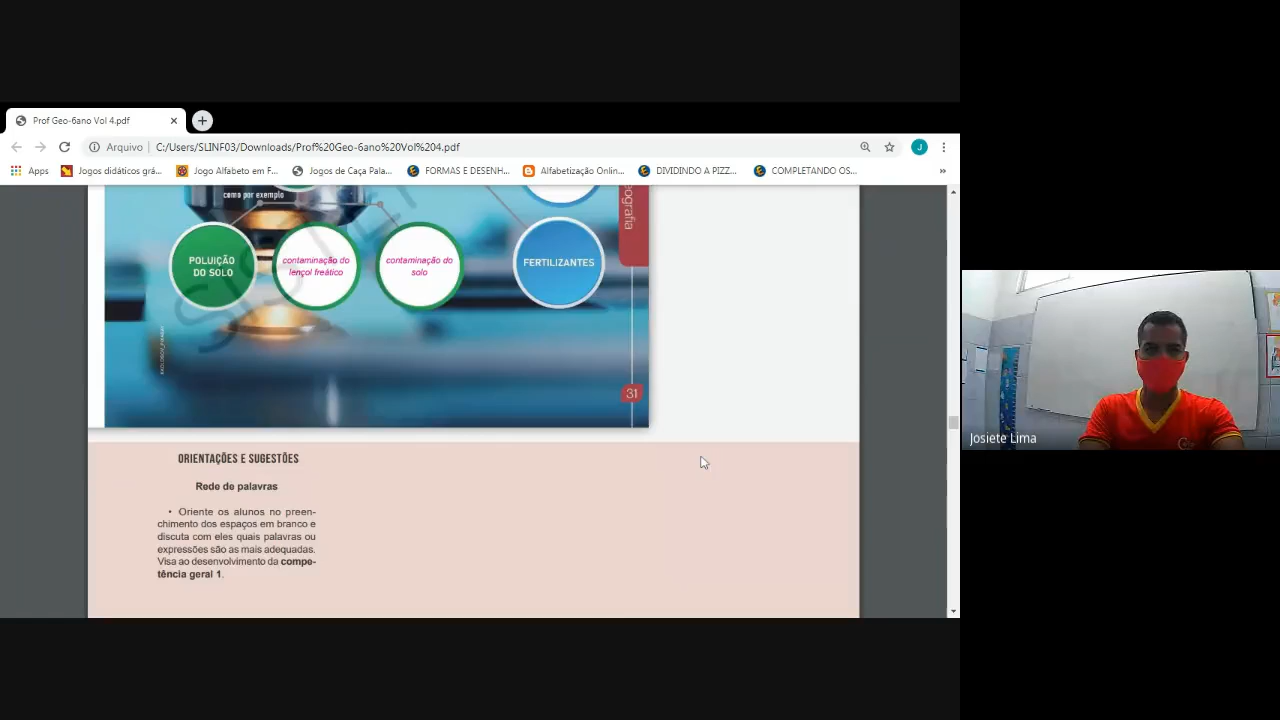 Prof Geo-6ano Vol 4.pdf
Arquivo
C:/Users/SLINF03/Downloads/Prof%20Geo-6ano%20Vol%204.pdf
J
Apps
Jogos didáticos grá...
Jogo Alfabeto em F...
Jogos de Caça Pala...
FORMAS E DESENH...
Alfabetização Onlin...
DIVIDINDO A PIZZ...
COMPLETANDO OS...
como por exemplo
POLUIÇÃO
DO SOLO
contaminação do
lençol freático
contaminação do
solo
FERTILIZANTES
eografia
31
ORIENTAÇÕES E SUGESTÕES
Rede de palavras
• Oriente os alunos no preen-
chimento dos espaços em branco e
discuta com eles quais palavras ou
expressões são as mais adequadas.
Visa ao desenvolvimento da compe-
tência geral 1.
Josiete Lima